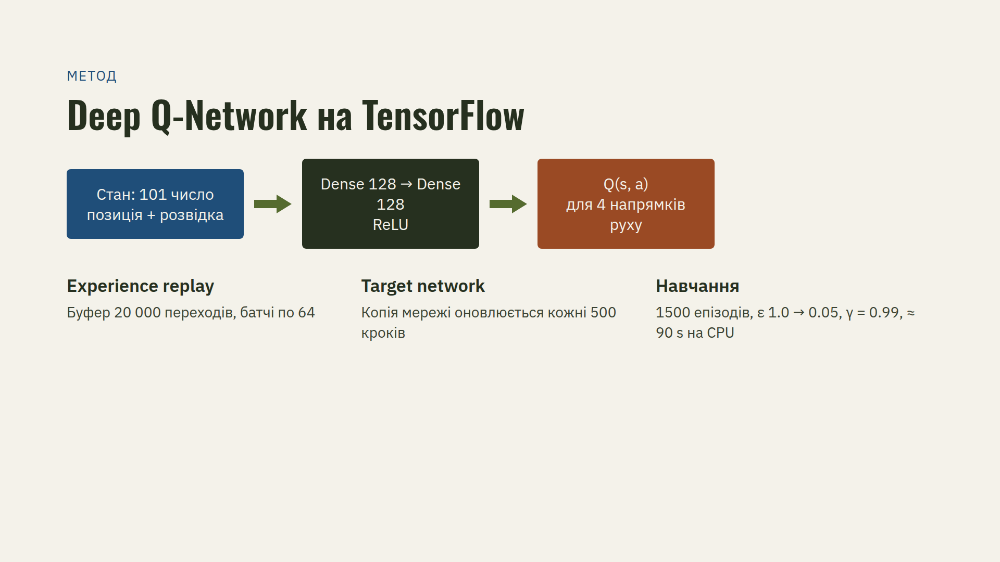 МЕТОД
Deep Q-Network на TensorFlow
Стан: 101 число
позиція + розвідка
Dense 128 → Dense
128
ReLU
Q(s, a)
для 4 напрямків
руху
Experience replay
Буфер 20 000 переходів, батчі по 64
Target network
Копія мережі оновлюється кожні 500
кроків
Навчання
1500 епізодів, ε 1.0 → 0.05, γ = 0.99, ≈
90 s на CPU